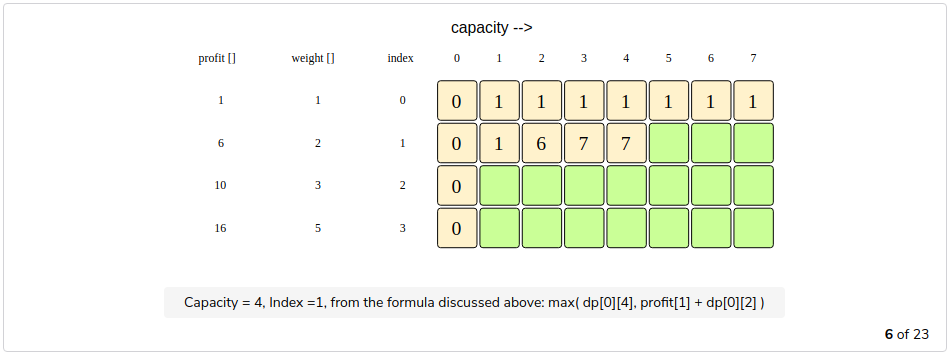 capacity -->
profit [] weight [] index 0 1 2 3 4 5 6 7
1 1 0 0 1 1 1 1 1 1 1
6 2 1 0 1 6 7 7
10 3 2 0
16 5 3 0
Capacity = 4, Index =1, from the formula discussed above: max( dp[0][4], profit[1] + dp[0][2] )
6 of 23